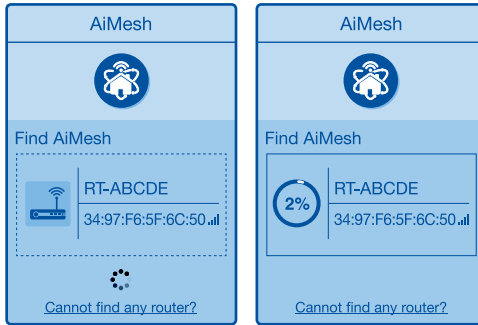 AiMesh
Find AiMesh
RT-ABCDE
34:97:F6:5F:6C:50
Cannot find any router?
AiMesh
Find AiMesh
2%
RT-ABCDE
34:97:F6:5F:6C:50
Cannot find any router?